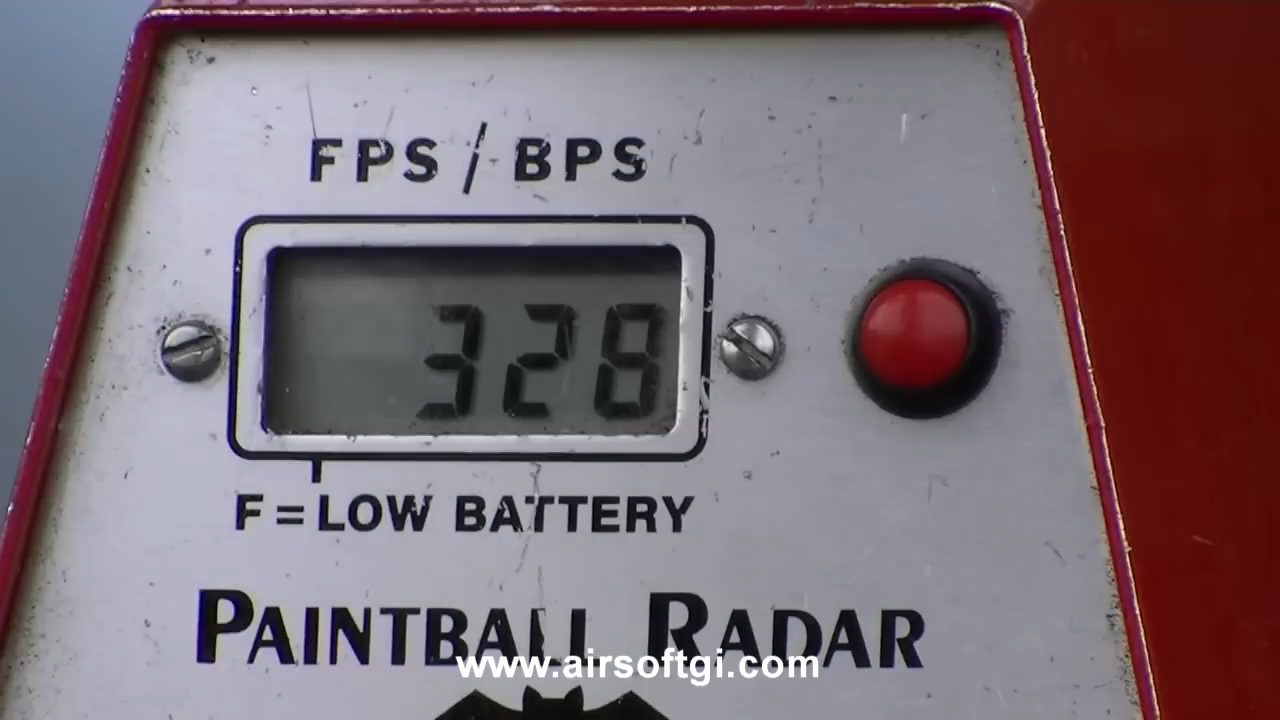 FPS / BPS
328
F = LOW BATTERY
PAINTBALL RADAR
www.airsoftgi.com